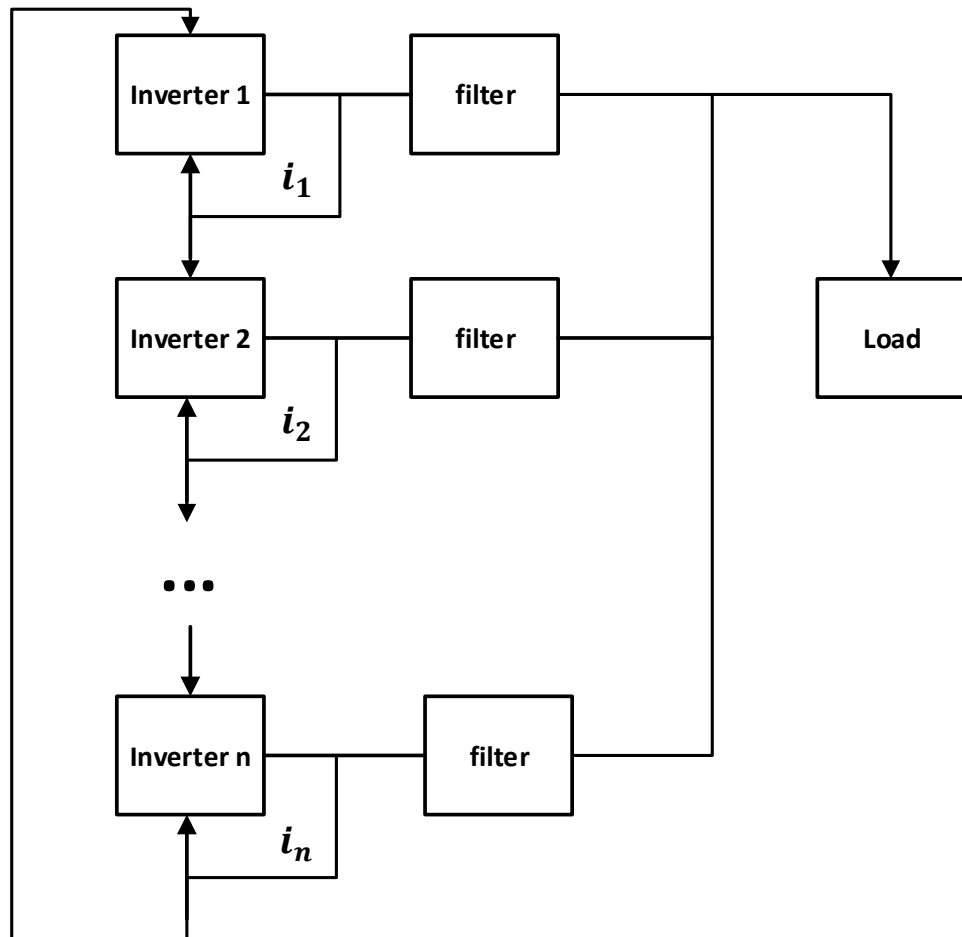 Inverter 1
filter
i₁
Inverter 2
filter
Load
i₂
...
Inverter n
filter
iₙ